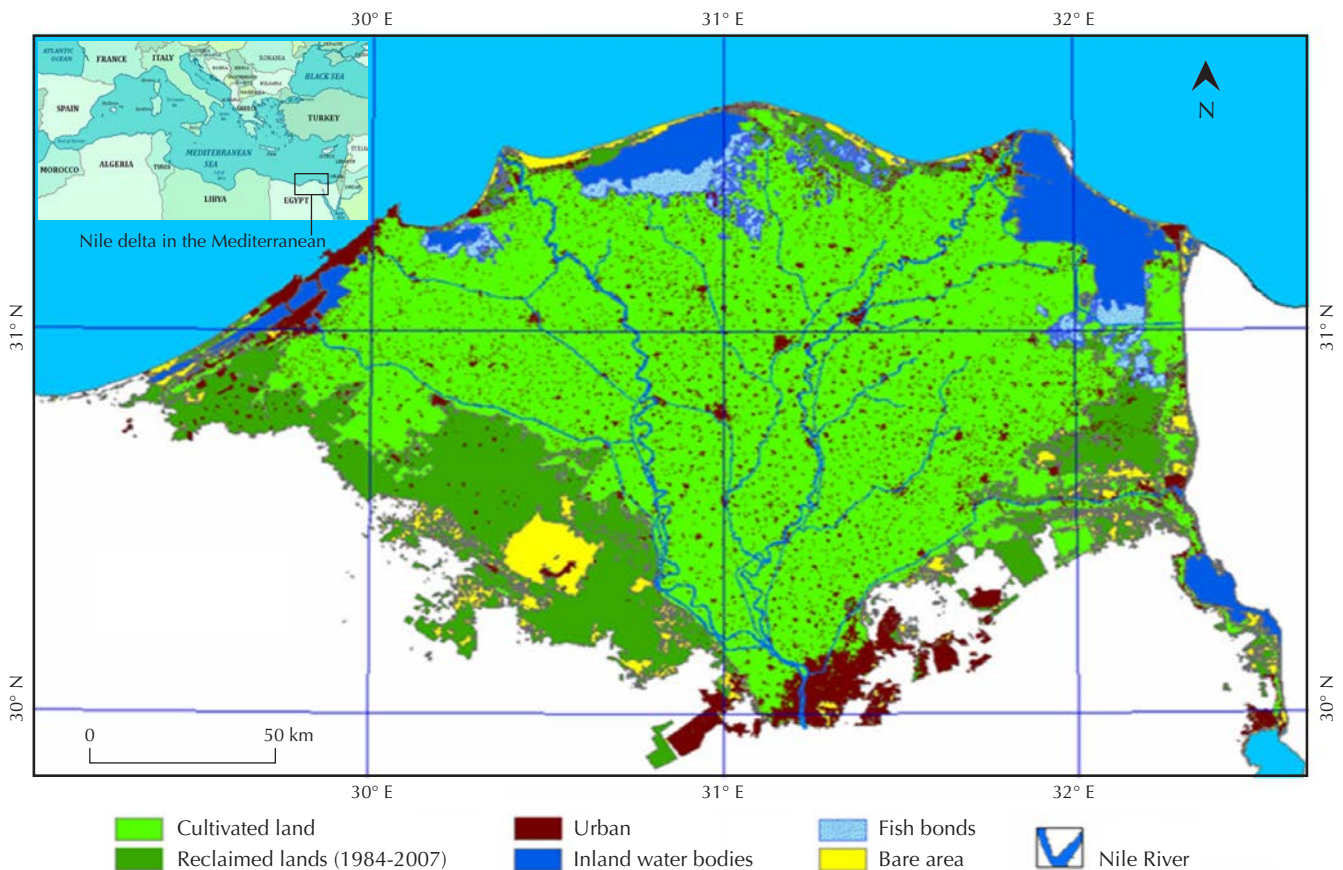 30° E 31° E 32° E
ATLANTIC
OCEAN
FRANCE
ITALY
ROMANIA
BLACK SEA
SPAIN
GREECE
TURKEY
MEDITERRANEAN
SEA
MOROCCO
ALGERIA
LIBYA
EGYPT
Nile delta in the Mediterranean
N
31° N 31° N
30° N 30° N
0 50 km
30° E 31° E 32° E
Cultivated land Urban Fish bonds
Reclaimed lands (1984-2007) Inland water bodies Bare area Nile River